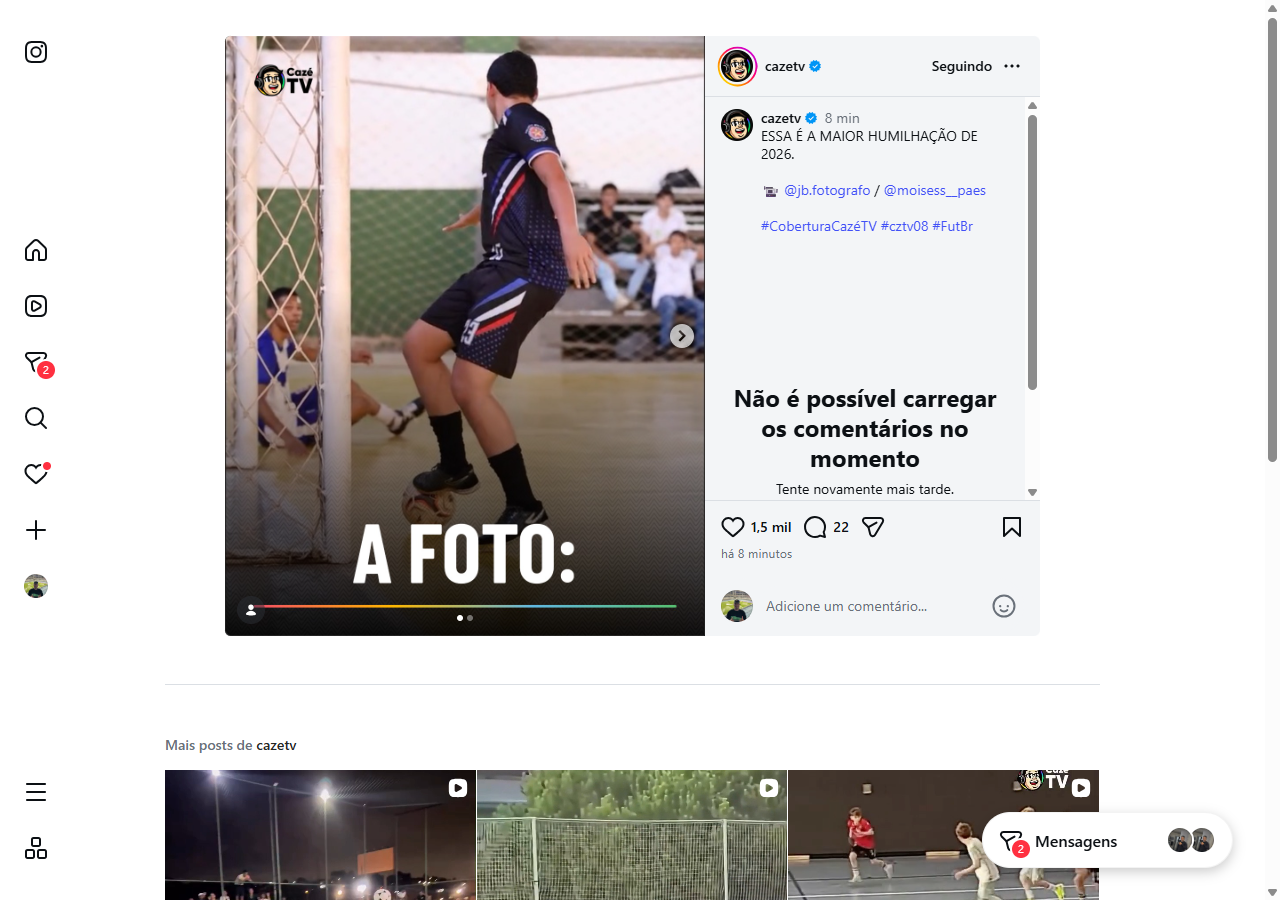 Cazé
TV
A FOTO:
cazetv
Seguindo
cazetv 8 min
ESSA É A MAIOR HUMILHAÇÃO DE
2026.
@jb.fotografo / @moisess__paes
#CoberturaCazéTV #cztv08 #FutBr
Não é possível carregar
os comentários no
momento
Tente novamente mais tarde.
1,5 mil 22
há 8 minutos
Adicione um comentário...
2
Mais posts de cazetv
Cazé
TV
2
Mensagens